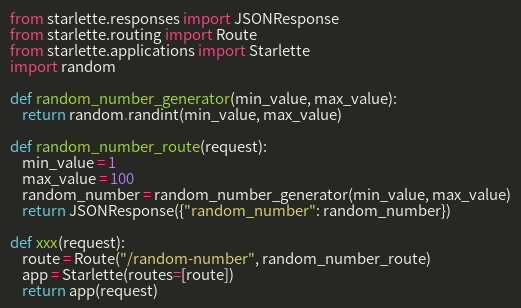 from starlette.responses import JSONResponse
from starlette.routing import Route
from starlette.applications import Starlette
import random

def random_number_generator(min_value, max_value):
    return random.randint(min_value, max_value)

def random_number_route(request):
    min_value = 1
    max_value = 100
    random_number = random_number_generator(min_value, max_value)
    return JSONResponse({"random_number": random_number})

def xxx(request):
    route = Route("/random-number", random_number_route)
    app = Starlette(routes=[route])
    return app(request)